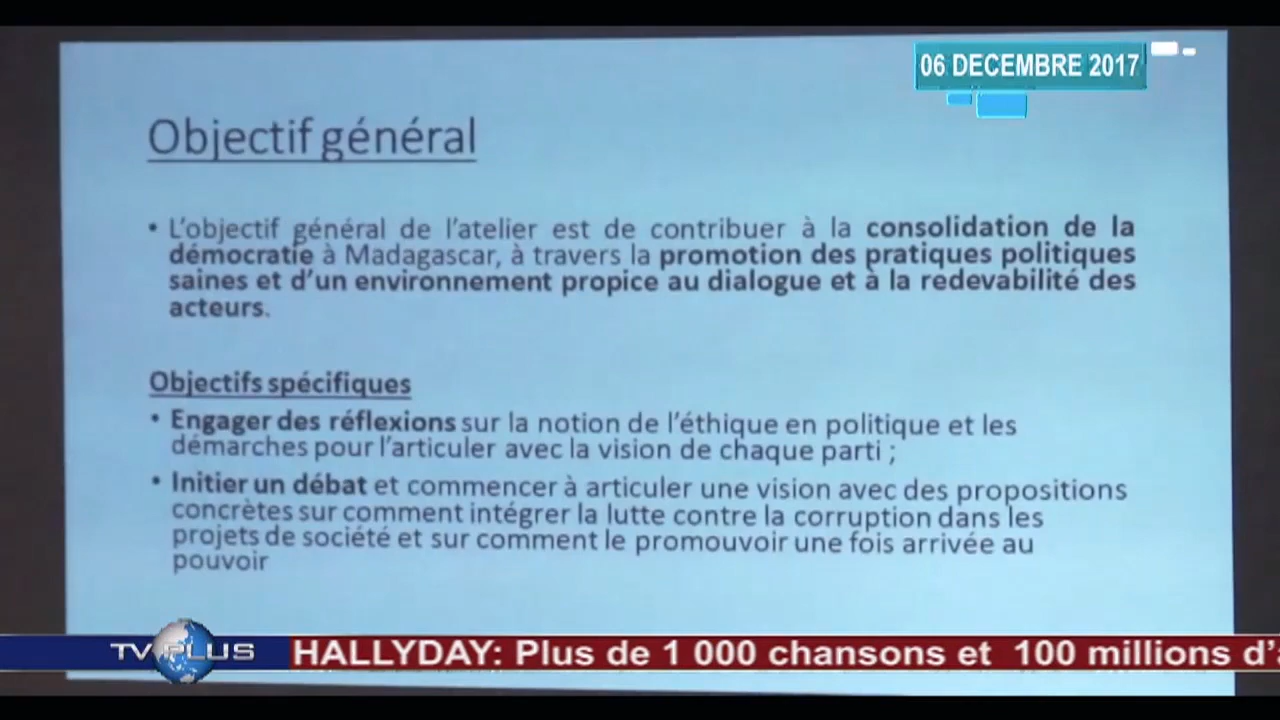 06 DECEMBRE 2017
Objectif général
• L'objectif général de l'atelier est de contribuer à la consolidation de la
démocratie à Madagascar, à travers la promotion des pratiques politiques
saines et d'un environnement propice au dialogue et à la redevabilité des
acteurs.
Objectifs spécifiques
• Engager des réflexions sur la notion de l'éthique en politique et les
démarches pour l'articuler avec la vision de chaque parti ;
• Initier un débat et commencer à articuler une vision avec des propositions
concrètes sur comment intégrer la lutte contre la corruption dans les
projets de société et sur comment le promouvoir une fois arrivée au
pouvoir
TV PLUS
HALLYDAY: Plus de 1 000 chansons et 100 millions d'